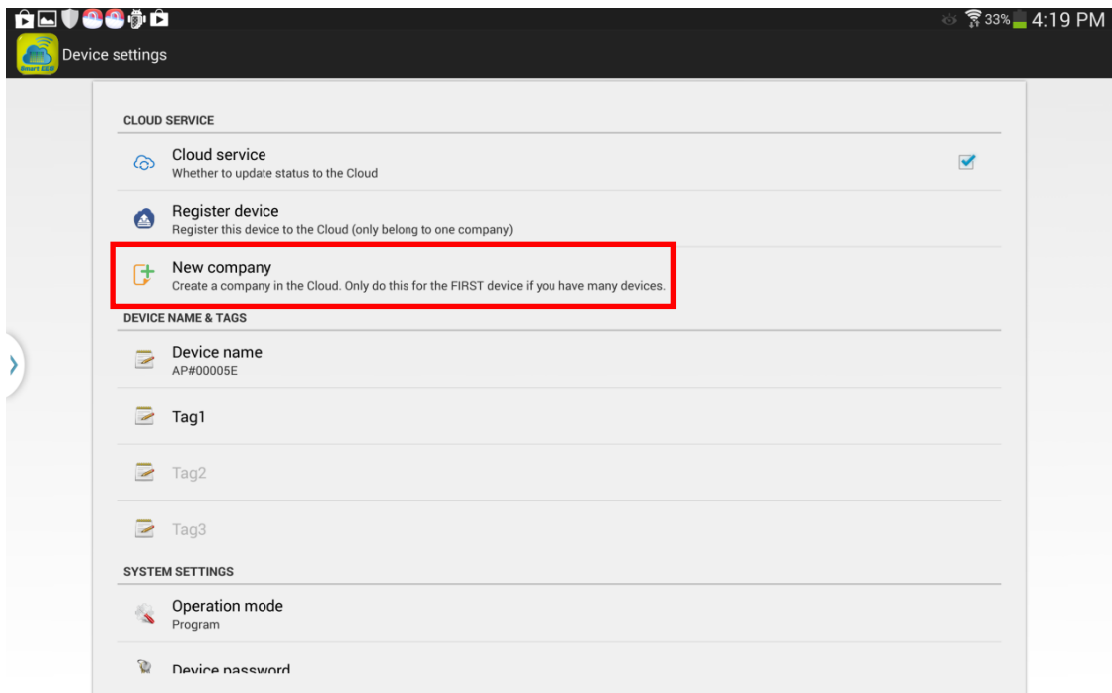 33% 4:19 PM
Smart EEG
Device settings
CLOUD SERVICE
Cloud service
Whether to update status to the Cloud
Register device
Register this device to the Cloud (only belong to one company)
New company
Create a company in the Cloud. Only do this for the FIRST device if you have many devices.
DEVICE NAME & TAGS
Device name
AP#00005E
Tag1
Tag2
Tag3
SYSTEM SETTINGS
Operation mode
Program
Device password